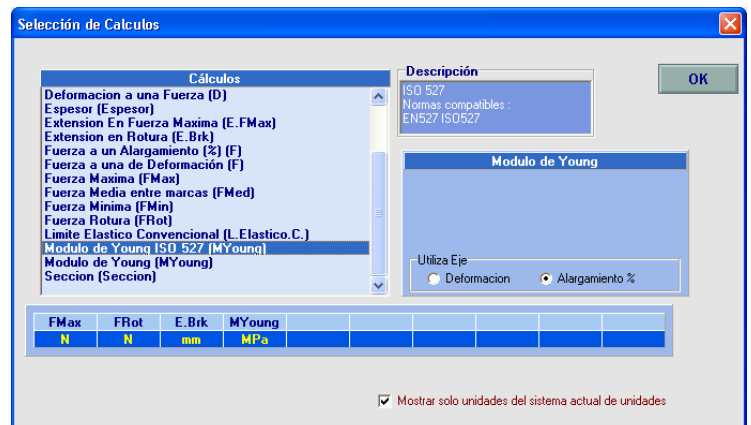 Selección de Calculos
Cálculos
Deformacion a una Fuerza (D)
Espesor (Espesor)
Extension En Fuerza Maxima (E.FMax)
Extension en Rotura (E.Brk)
Fuerza a un Alargamiento (%) (F)
Fuerza a una de Deformación (F)
Fuerza Maxima (FMax)
Fuerza Media entre marcas (FMed)
Fuerza Minima (FMin)
Fuerza Rotura (FRot)
Limite Elastico Convencional (L.Elastico.C.)
Modulo de Young ISO 527 (MYoung)
Modulo de Young (MYoung)
Seccion (Seccion)
Descripción
ISO 527
Normas compatibles :
EN527 ISO527
OK
Modulo de Young
Utiliza Eje
Deformacion Alargamiento %
FMax FRot E.Brk MYoung
N N mm MPa
Mostrar solo unidades del sistema actual de unidades